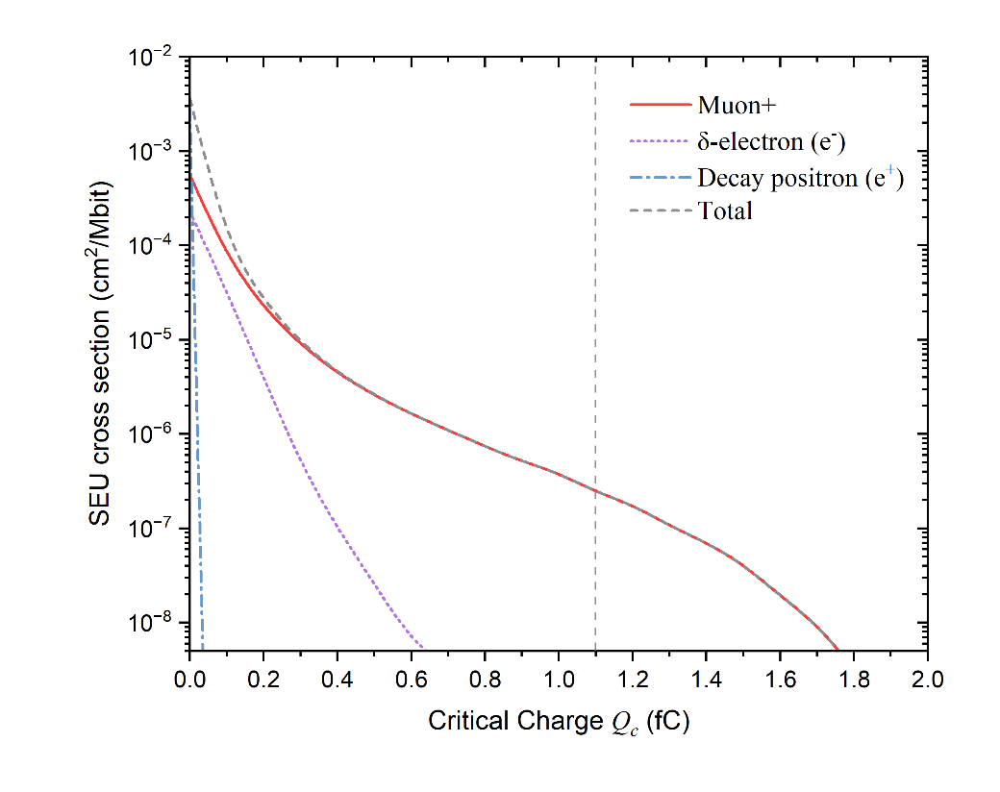 10⁻²
10⁻³
10⁻⁴
10⁻⁵
10⁻⁶
10⁻⁷
10⁻⁸
SEU cross section (cm²/Mbit)
Muon+
δ-electron (e⁻)
Decay positron (e⁺)
Total
0.0 0.2 0.4 0.6 0.8 1.0 1.2 1.4 1.6 1.8 2.0
Critical Charge Q_c (fC)